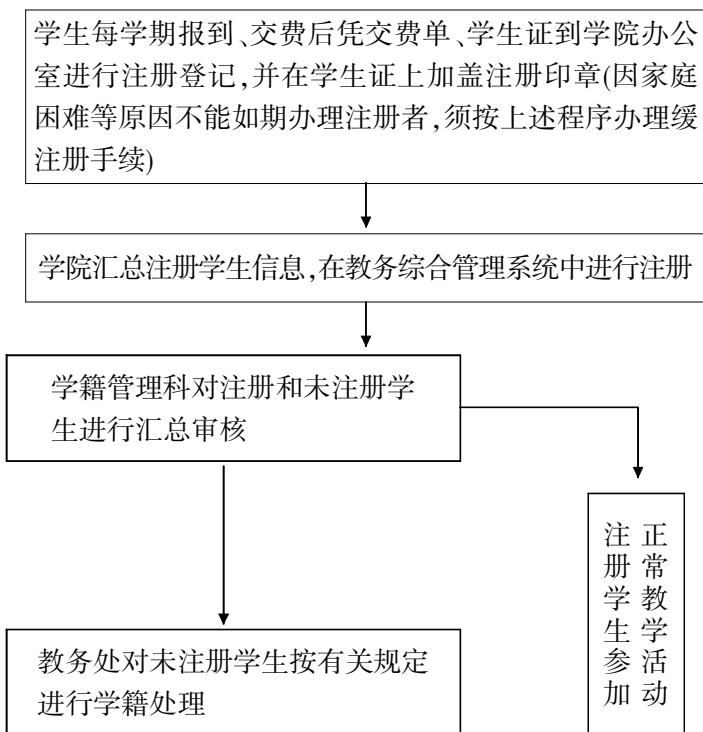 学生每学期报到、交费后凭交费单、学生证到学院办公
室进行注册登记,并在学生证上加盖注册印章(因家庭
困难等原因不能如期办理注册者,须按上述程序办理缓
注册手续)
学院汇总注册学生信息,在教务综合管理系统中进行注册
学籍管理科对注册和未注册学
生进行汇总审核
注册学生参加
正常教学活动
教务处对未注册学生按有关规定
进行学籍处理